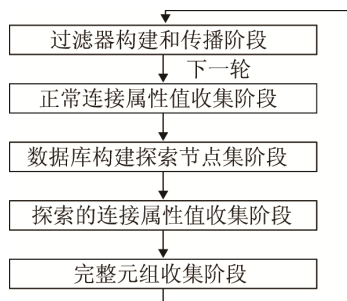 过滤器构建和传播阶段
下一轮
正常连接属性值收集阶段
数据库构建探索节点集阶段
探索的连接属性值收集阶段
完整元组收集阶段